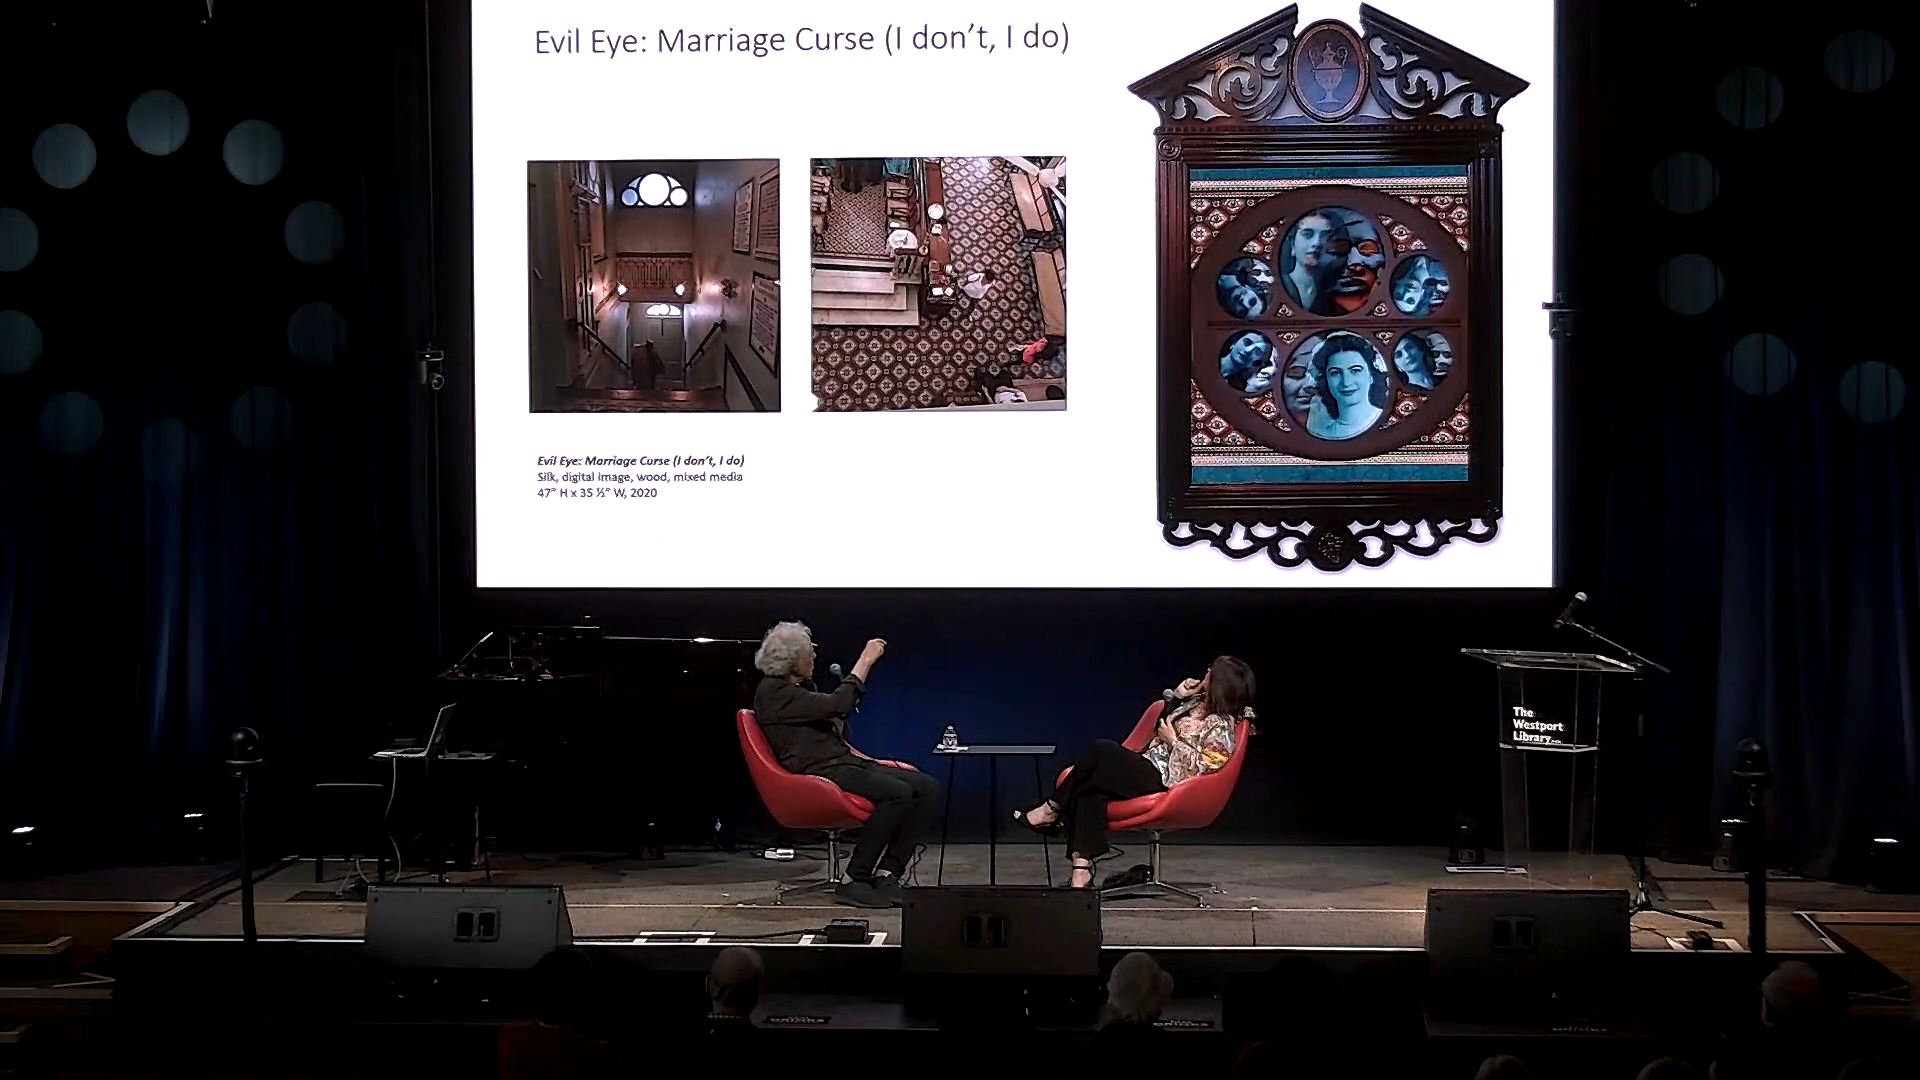 Evil Eye: Marriage Curse (I don't, I do)
Evil Eye: Marriage Curse (I don't, I do)
Silk, digital image, wood, mixed media
47" H x 35 ½" W, 2020
The
Westport
Library